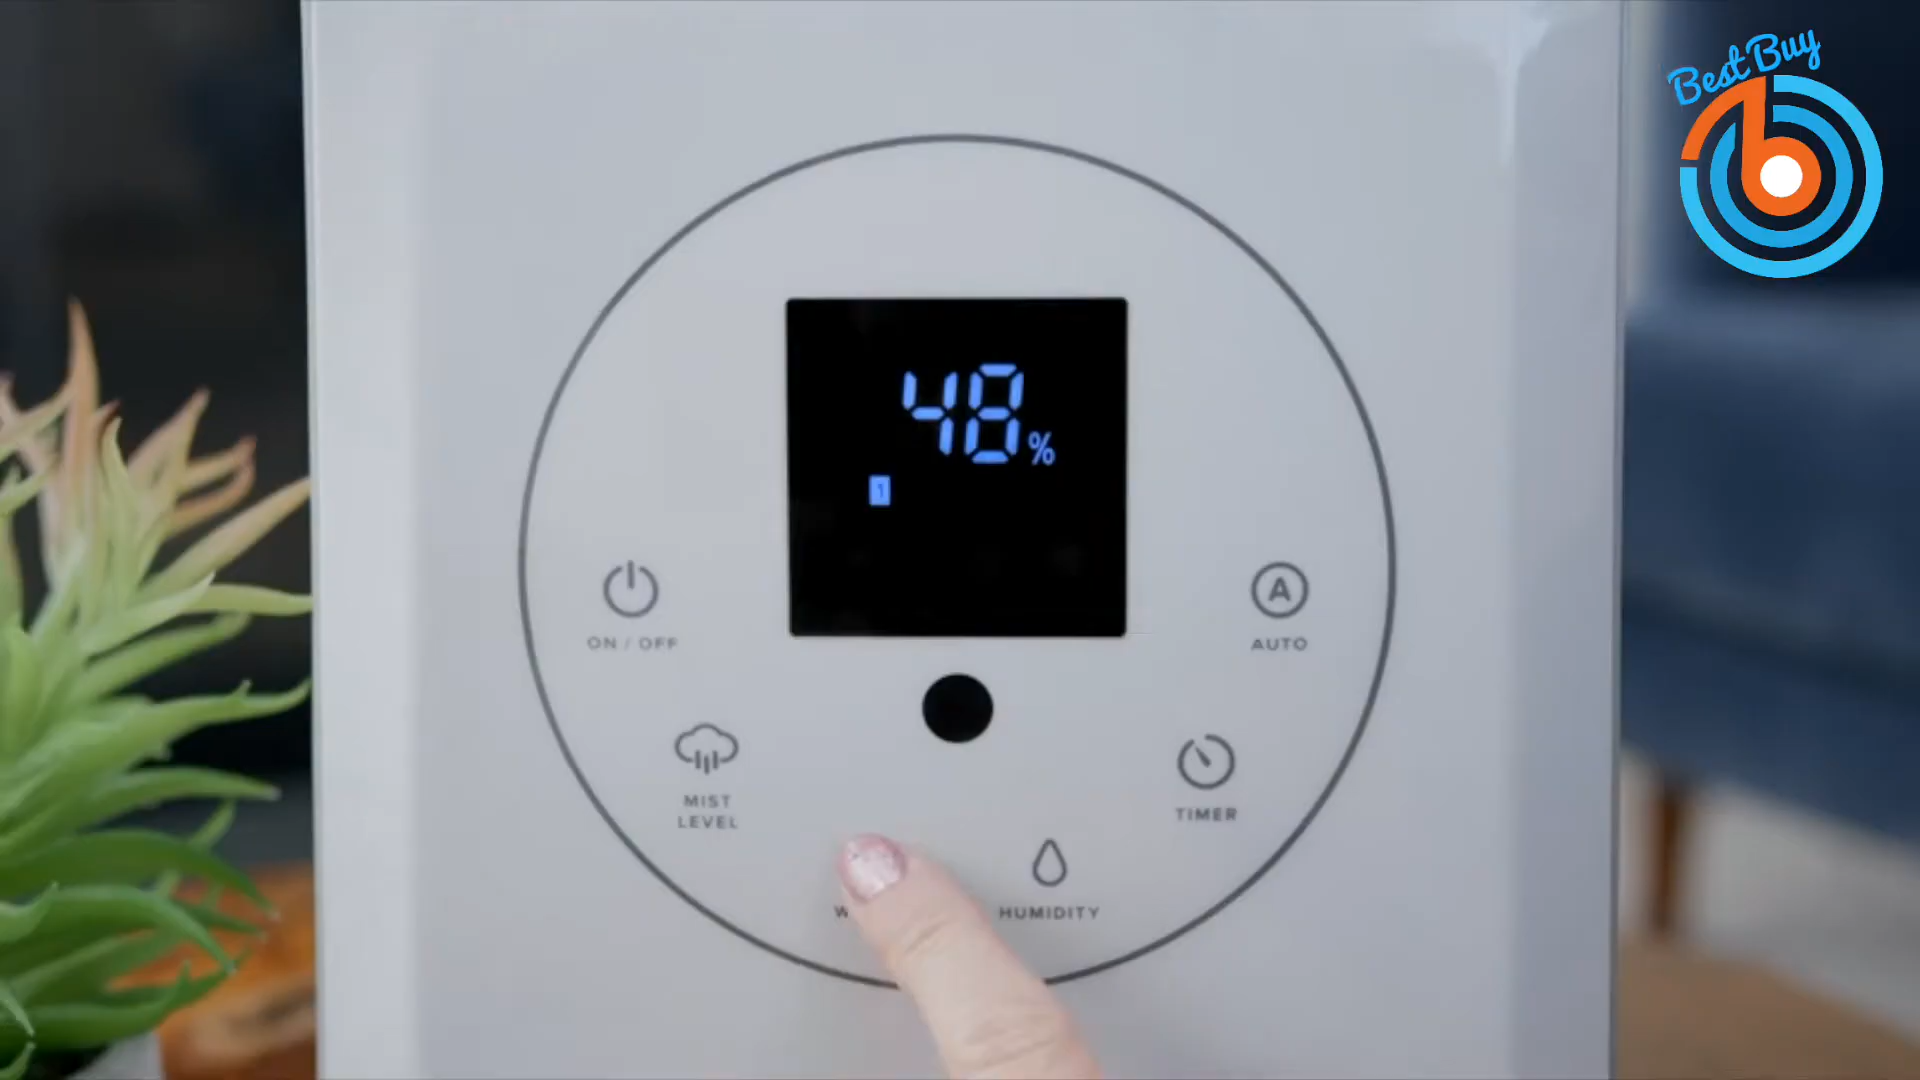 Best Buy
48%
1
ON / OFF
A
AUTO
MIST
LEVEL
TIMER
HUMIDITY